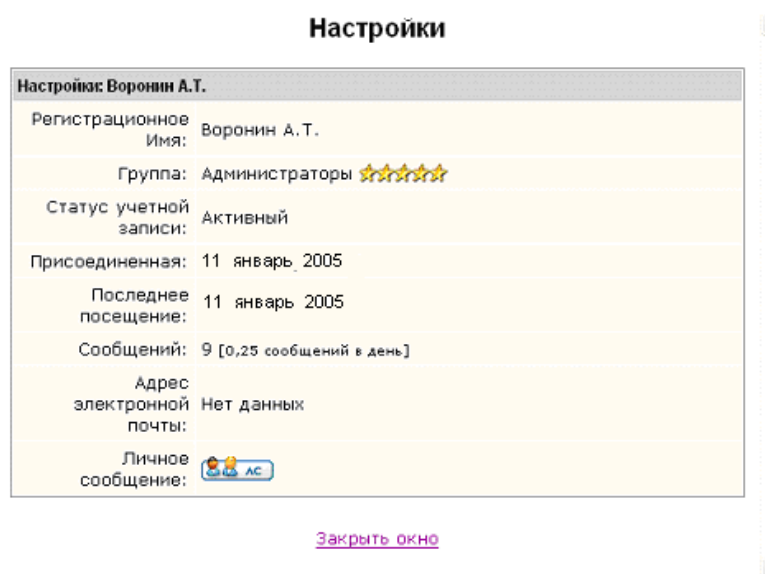 Настройки
Настройки: Воронин А.Т.
Регистрационное
Имя:
Воронин А.Т.
Группа: Администраторы
Статус учетной
записи:
Активный
Присоединенная: 11 январь 2005
Последнее
посещение:
11 январь 2005
Сообщений: 9 [0,25 сообщений в день]
Адрес
электронной
почты:
Нет данных
Личное
сообщение:
ЛС
Закрыть окно